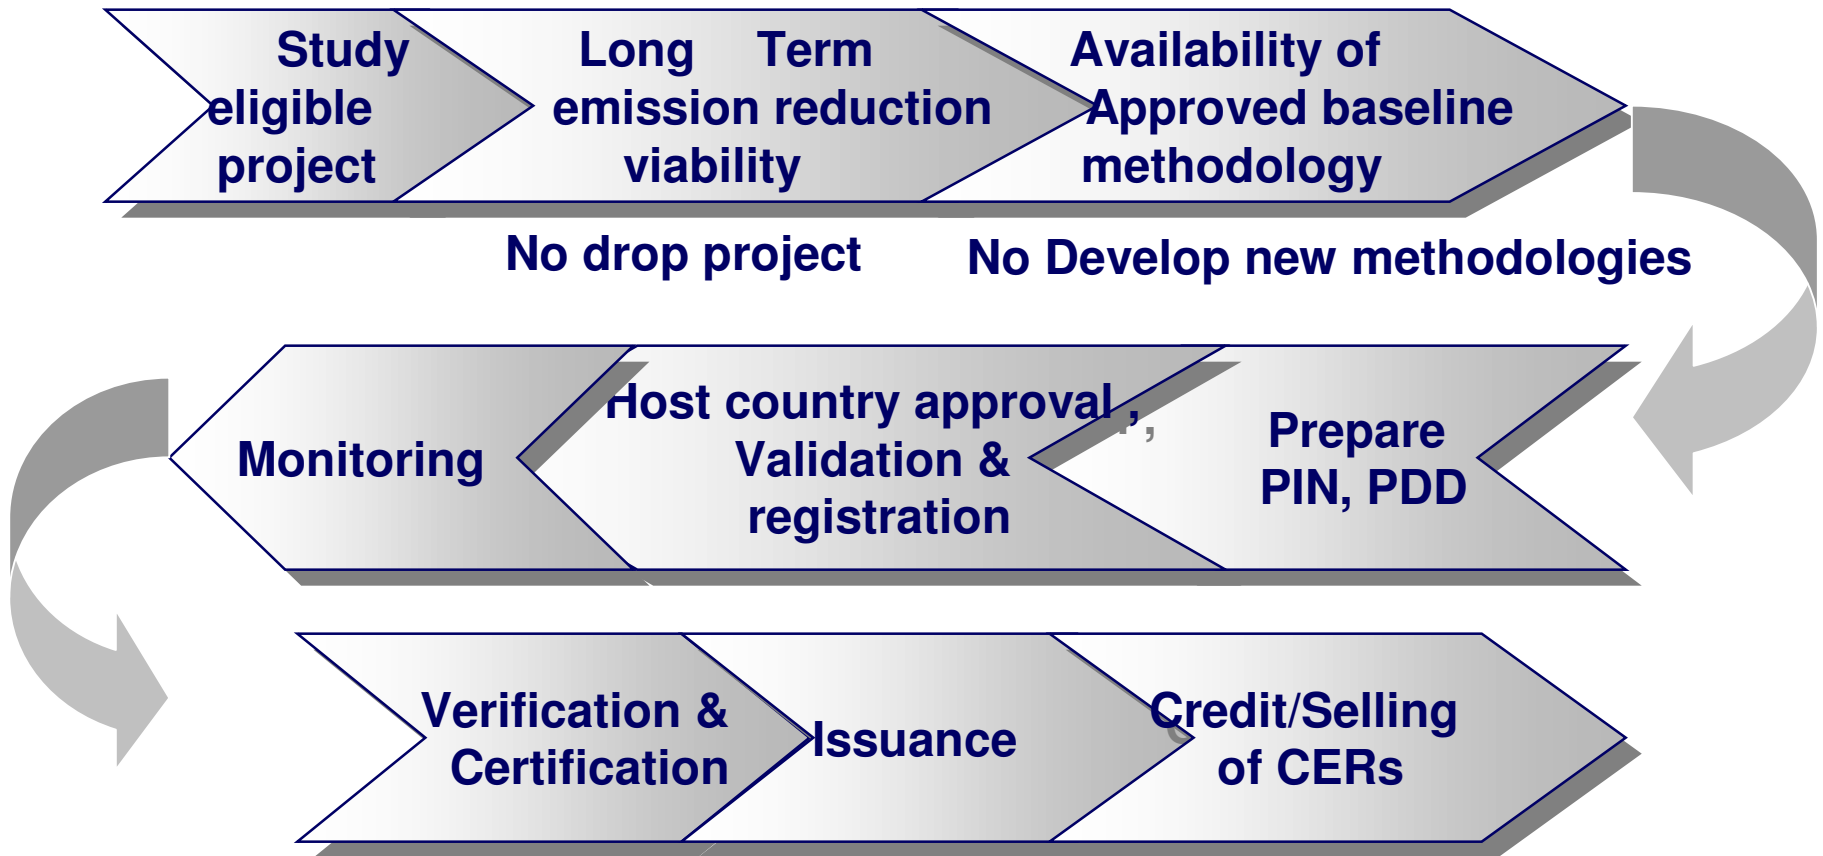 Study
eligible
project
Long Term
emission reduction
viability
Availability of
Approved baseline
methodology
No drop project
No Develop new methodologies
Prepare
PIN, PDD
Host country approval ,
Validation &
registration
Monitoring
Verification &
Certification
Issuance
Credit/Selling
of CERs